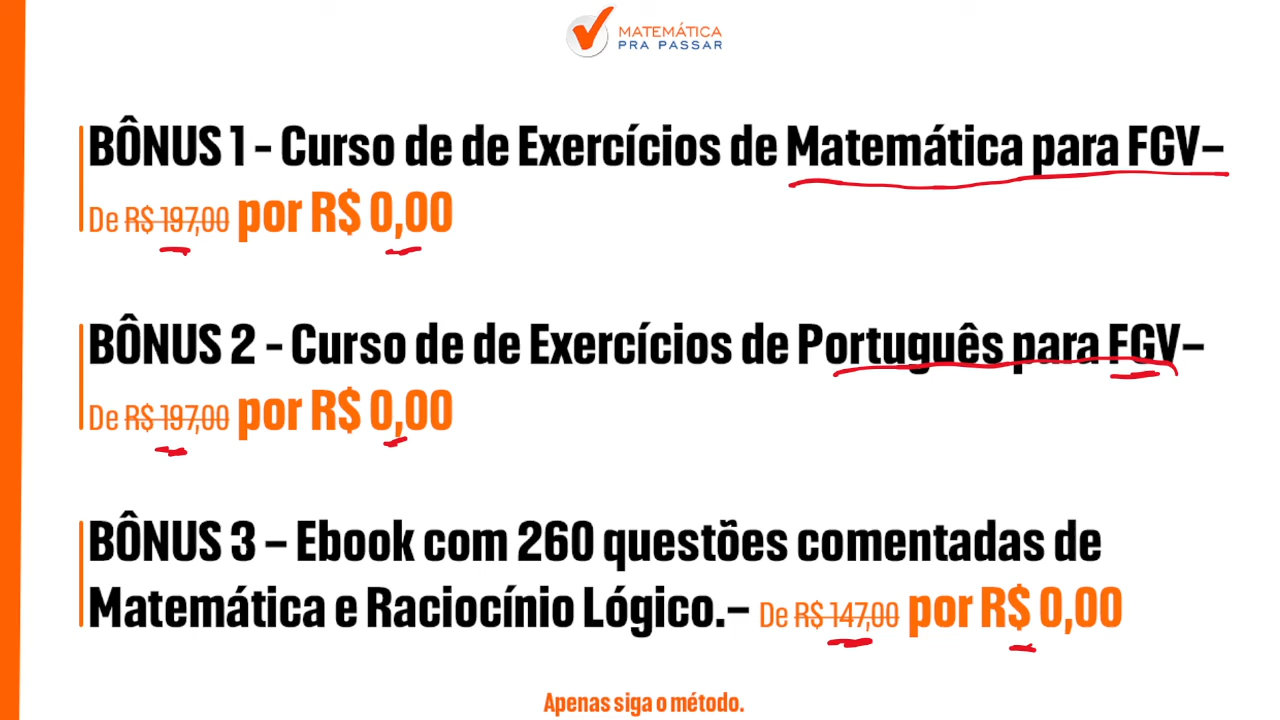 MATEMÁTICA
PRA PASSAR
BÔNUS 1 - Curso de de Exercícios de Matemática para FGV–
De R$ 197,00 por R$ 0,00
BÔNUS 2 - Curso de de Exercícios de Português para FGV–
De R$ 197,00 por R$ 0,00
BÔNUS 3 – Ebook com 260 questões comentadas de
Matemática e Raciocínio Lógico.– De R$ 147,00 por R$ 0,00
Apenas siga o método.